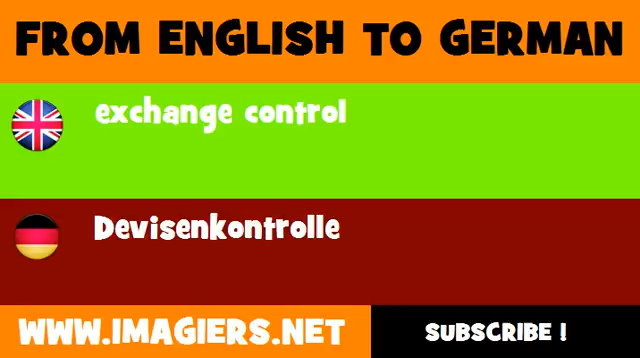 FROM ENGLISH TO GERMAN
exchange control
Devisenkontrolle
WWW.IMAGIERS.NET
SUBSCRIBE !